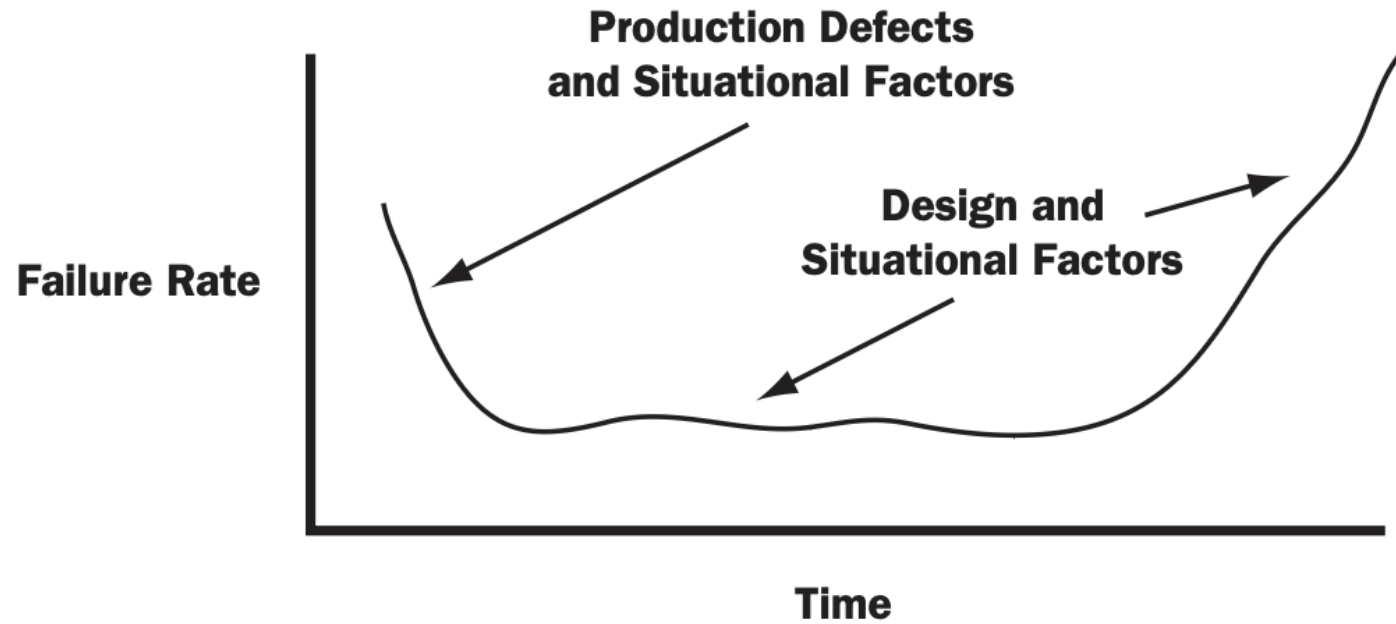 Production Defects
and Situational Factors
Design and
Situational Factors
Failure Rate
Time